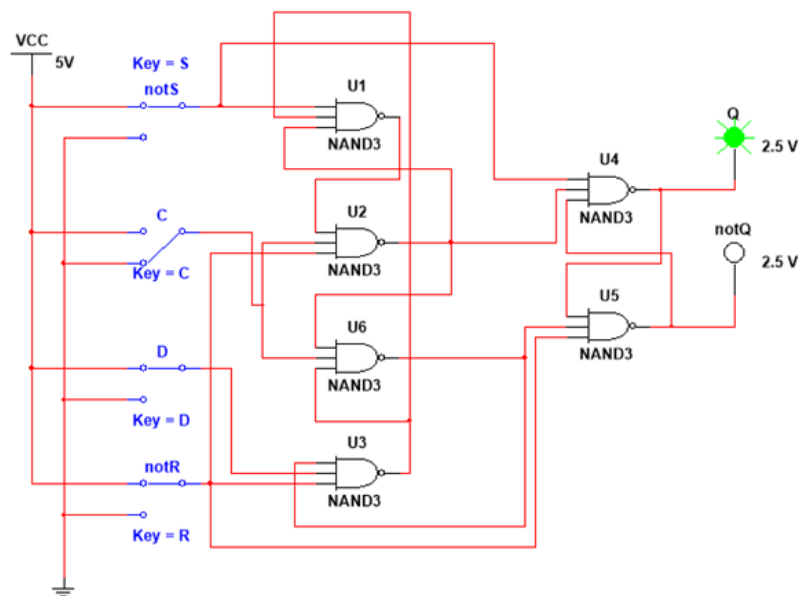 VCC
5V
Key = S
notS
U1
NAND3
Q
2.5 V
U4
NAND3
C
Key = C
U2
NAND3
notQ
2.5 V
U5
NAND3
U6
NAND3
D
Key = D
notR
Key = R
U3
NAND3